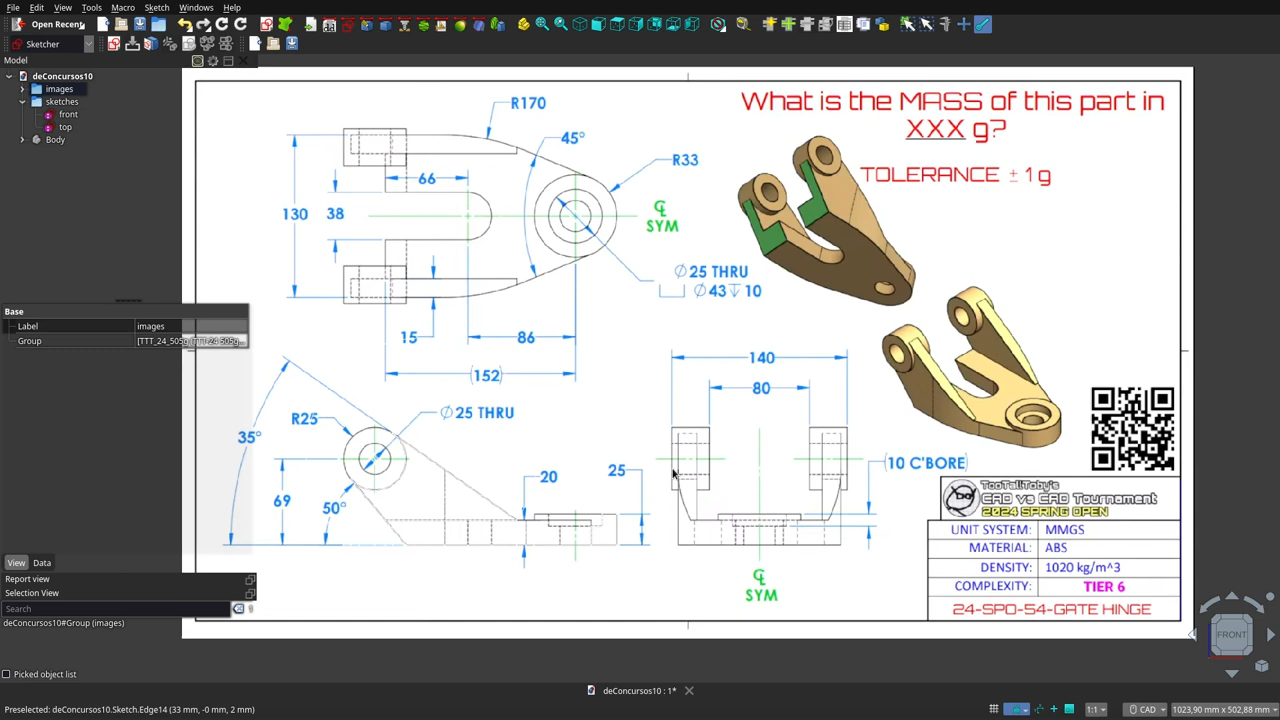 File Edit View Tools Macro Sketch Windows Help
Open Recent
Sketcher
Model
deConcursos10
images
sketches
front
top
Body
Base
Label images
Group [TTT_24_505g
View Data
Report view
Selection View
Search
deConcursos10#Group (images)
Picked object list
What is the MASS of this part in
XXX g?
TOLERANCE ± 1 g
R170
45°
R33
66
130
38
℄
SYM
∅25 THRU
⌴ ∅43↧10
15
86
(152)
140
80
R25
∅25 THRU
35°
69
50°
20
25
(10 C'BORE)
℄
SYM
TooTallToby's
CAD vs CAD Tournament
2024 SPRING OPEN
UNIT SYSTEM: MMGS
MATERIAL: ABS
DENSITY: 1020 kg/m^3
COMPLEXITY: TIER 6
24-SPO-54-GATE HINGE
FRONT
deConcursos10 : 1*
Preselected: deConcursos10.Sketch.Edge14 (33 mm, -0 mm, 2 mm)
1:1
CAD
1023,90 mm x 502,88 mm